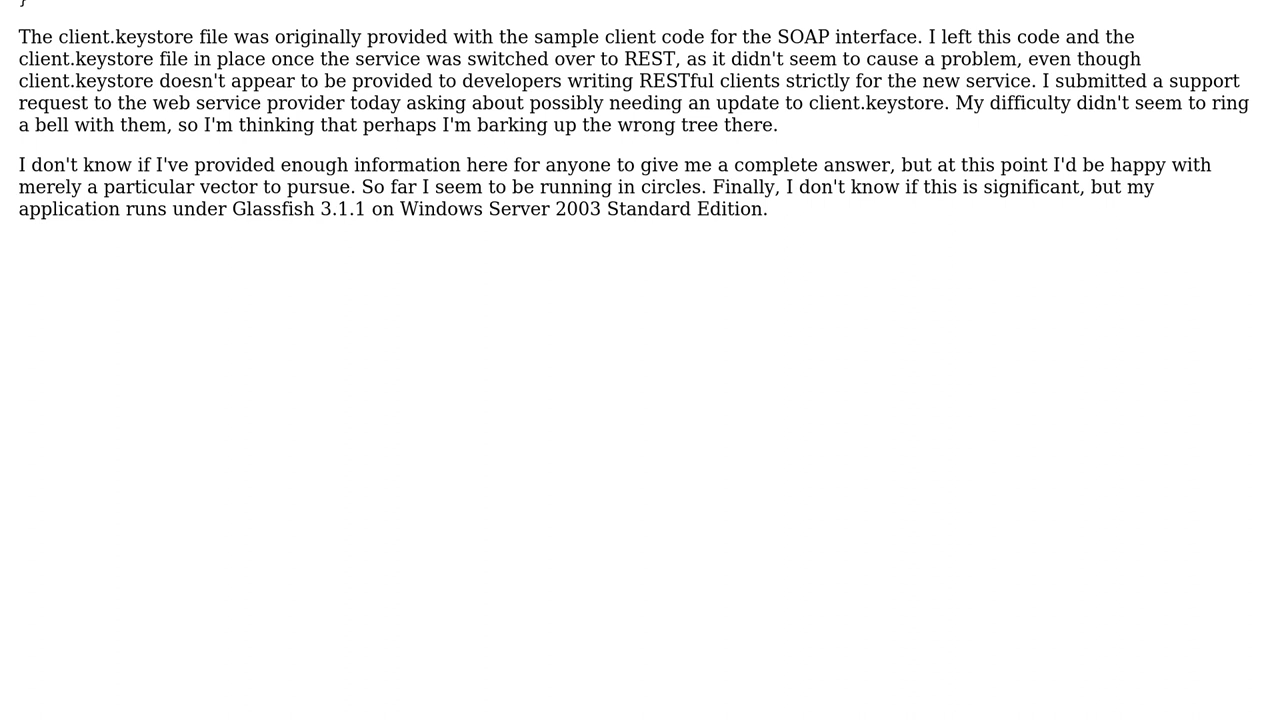 }
The client.keystore file was originally provided with the sample client code for the SOAP interface. I left this code and the
client.keystore file in place once the service was switched over to REST, as it didn't seem to cause a problem, even though
client.keystore doesn't appear to be provided to developers writing RESTful clients strictly for the new service. I submitted a support
request to the web service provider today asking about possibly needing an update to client.keystore. My difficulty didn't seem to ring
a bell with them, so I'm thinking that perhaps I'm barking up the wrong tree there.
I don't know if I've provided enough information here for anyone to give me a complete answer, but at this point I'd be happy with
merely a particular vector to pursue. So far I seem to be running in circles. Finally, I don't know if this is significant, but my
application runs under Glassfish 3.1.1 on Windows Server 2003 Standard Edition.